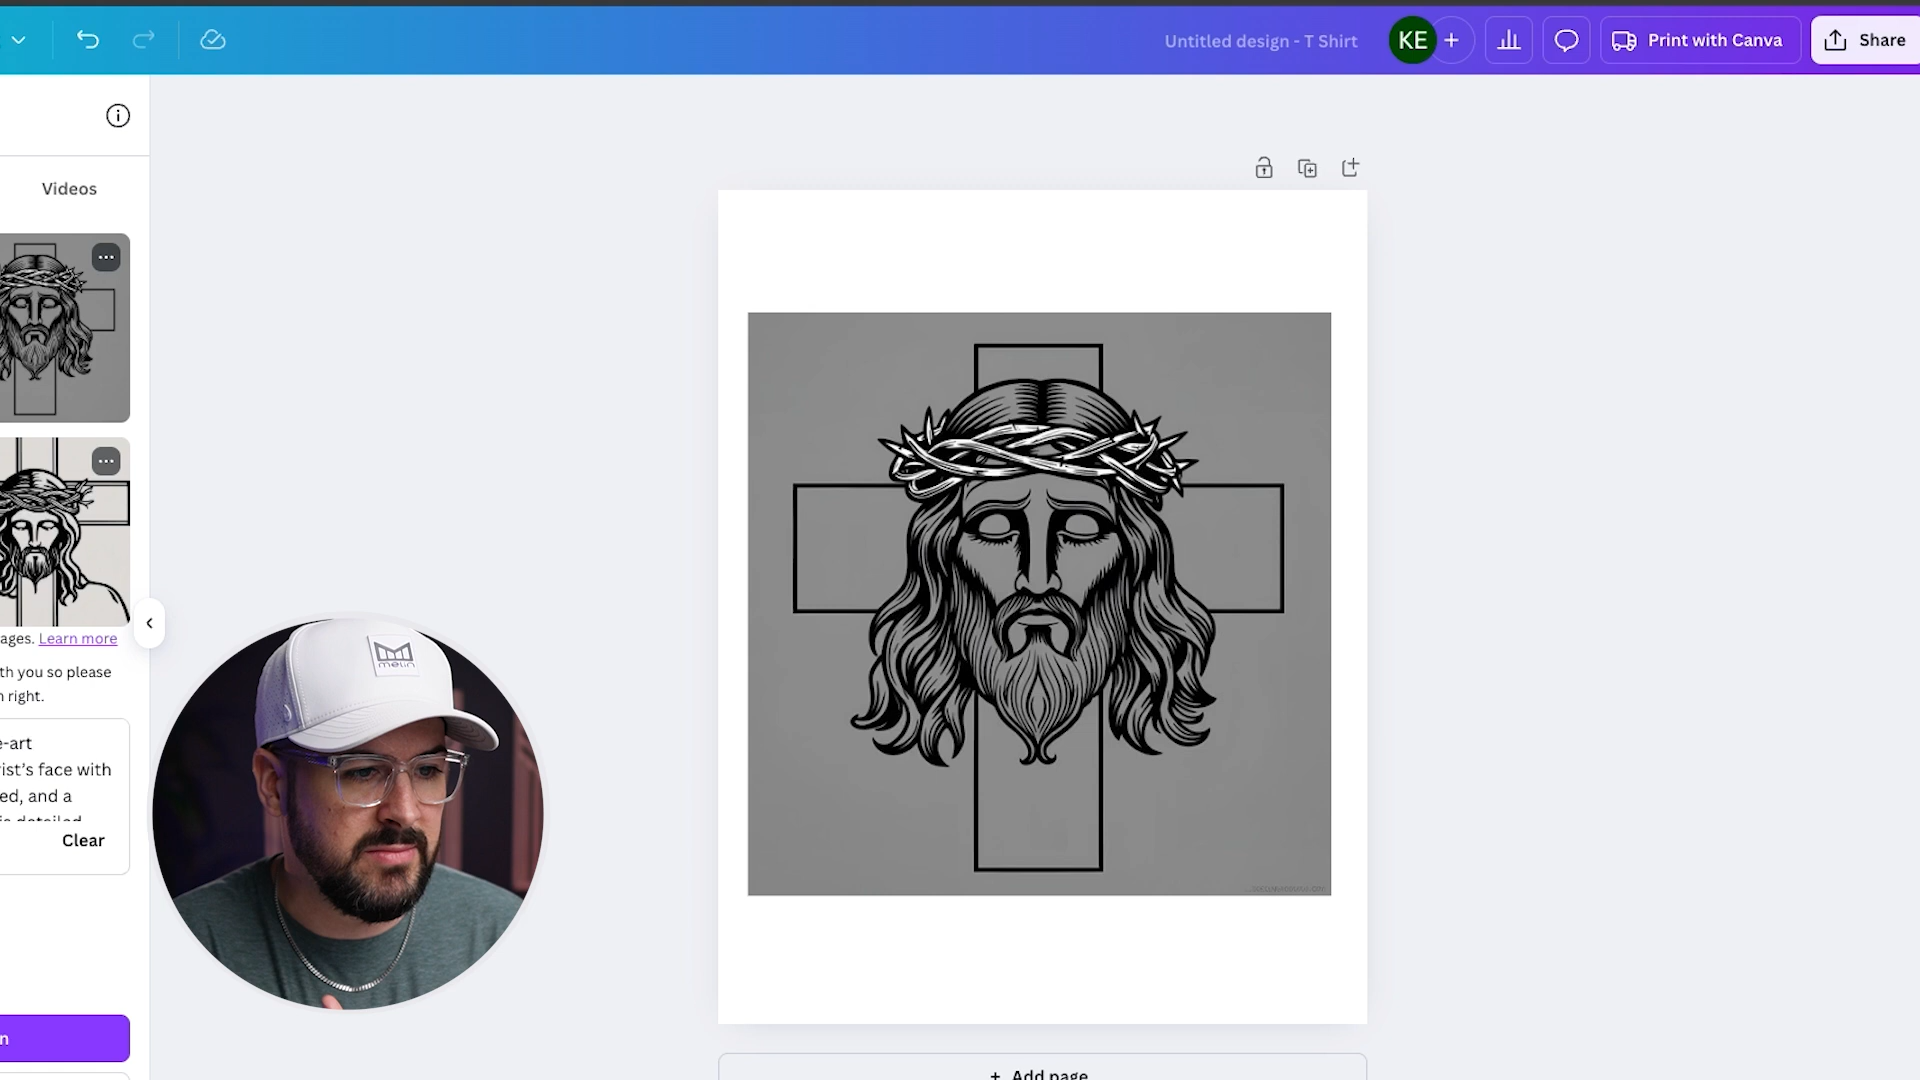 Untitled design - T Shirt
KE
Print with Canva
Share
Videos
ages. Learn more
th you so please
n right.
e-art
ist's face with
ed, and a
Clear
n
melin
+ Add page